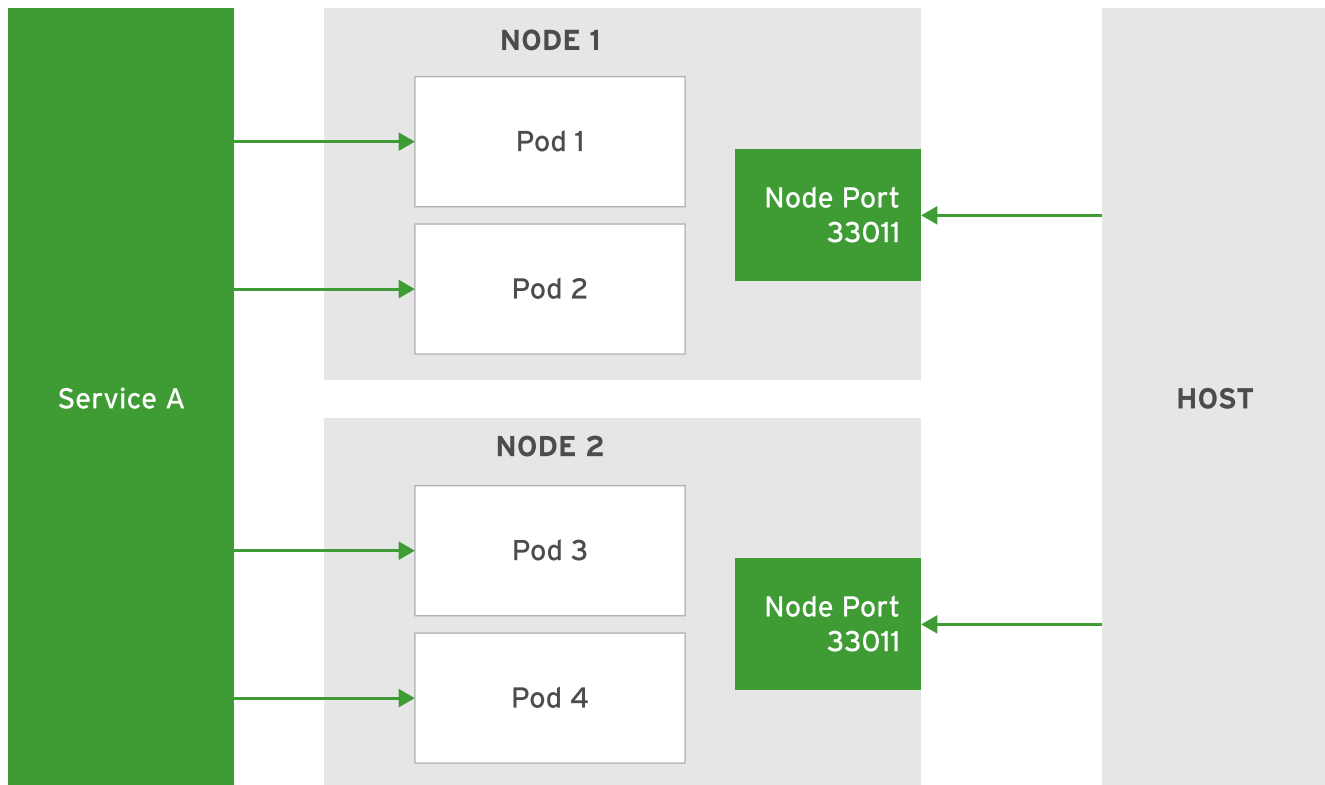 Service A
NODE 1
Pod 1
Pod 2
Node Port
33011
NODE 2
Pod 3
Pod 4
Node Port
33011
HOST